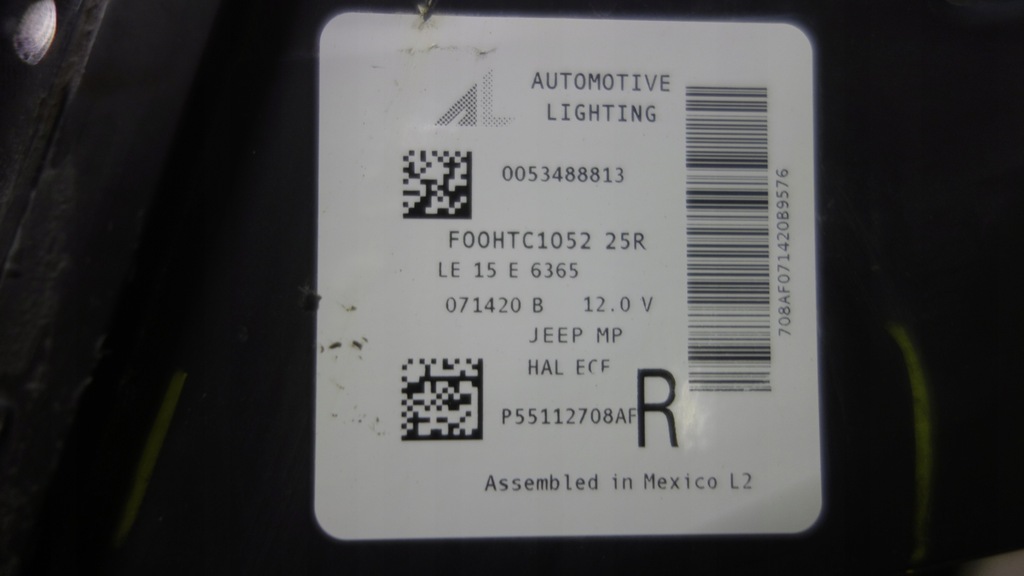 AL
AUTOMOTIVE
LIGHTING
0053488813
F00HTC1052 25R
LE 15 E 6365
071420 B 12.0 V
JEEP MP
HAL ECE
P55112708AF
R
Assembled in Mexico L2
708AF071420B9576